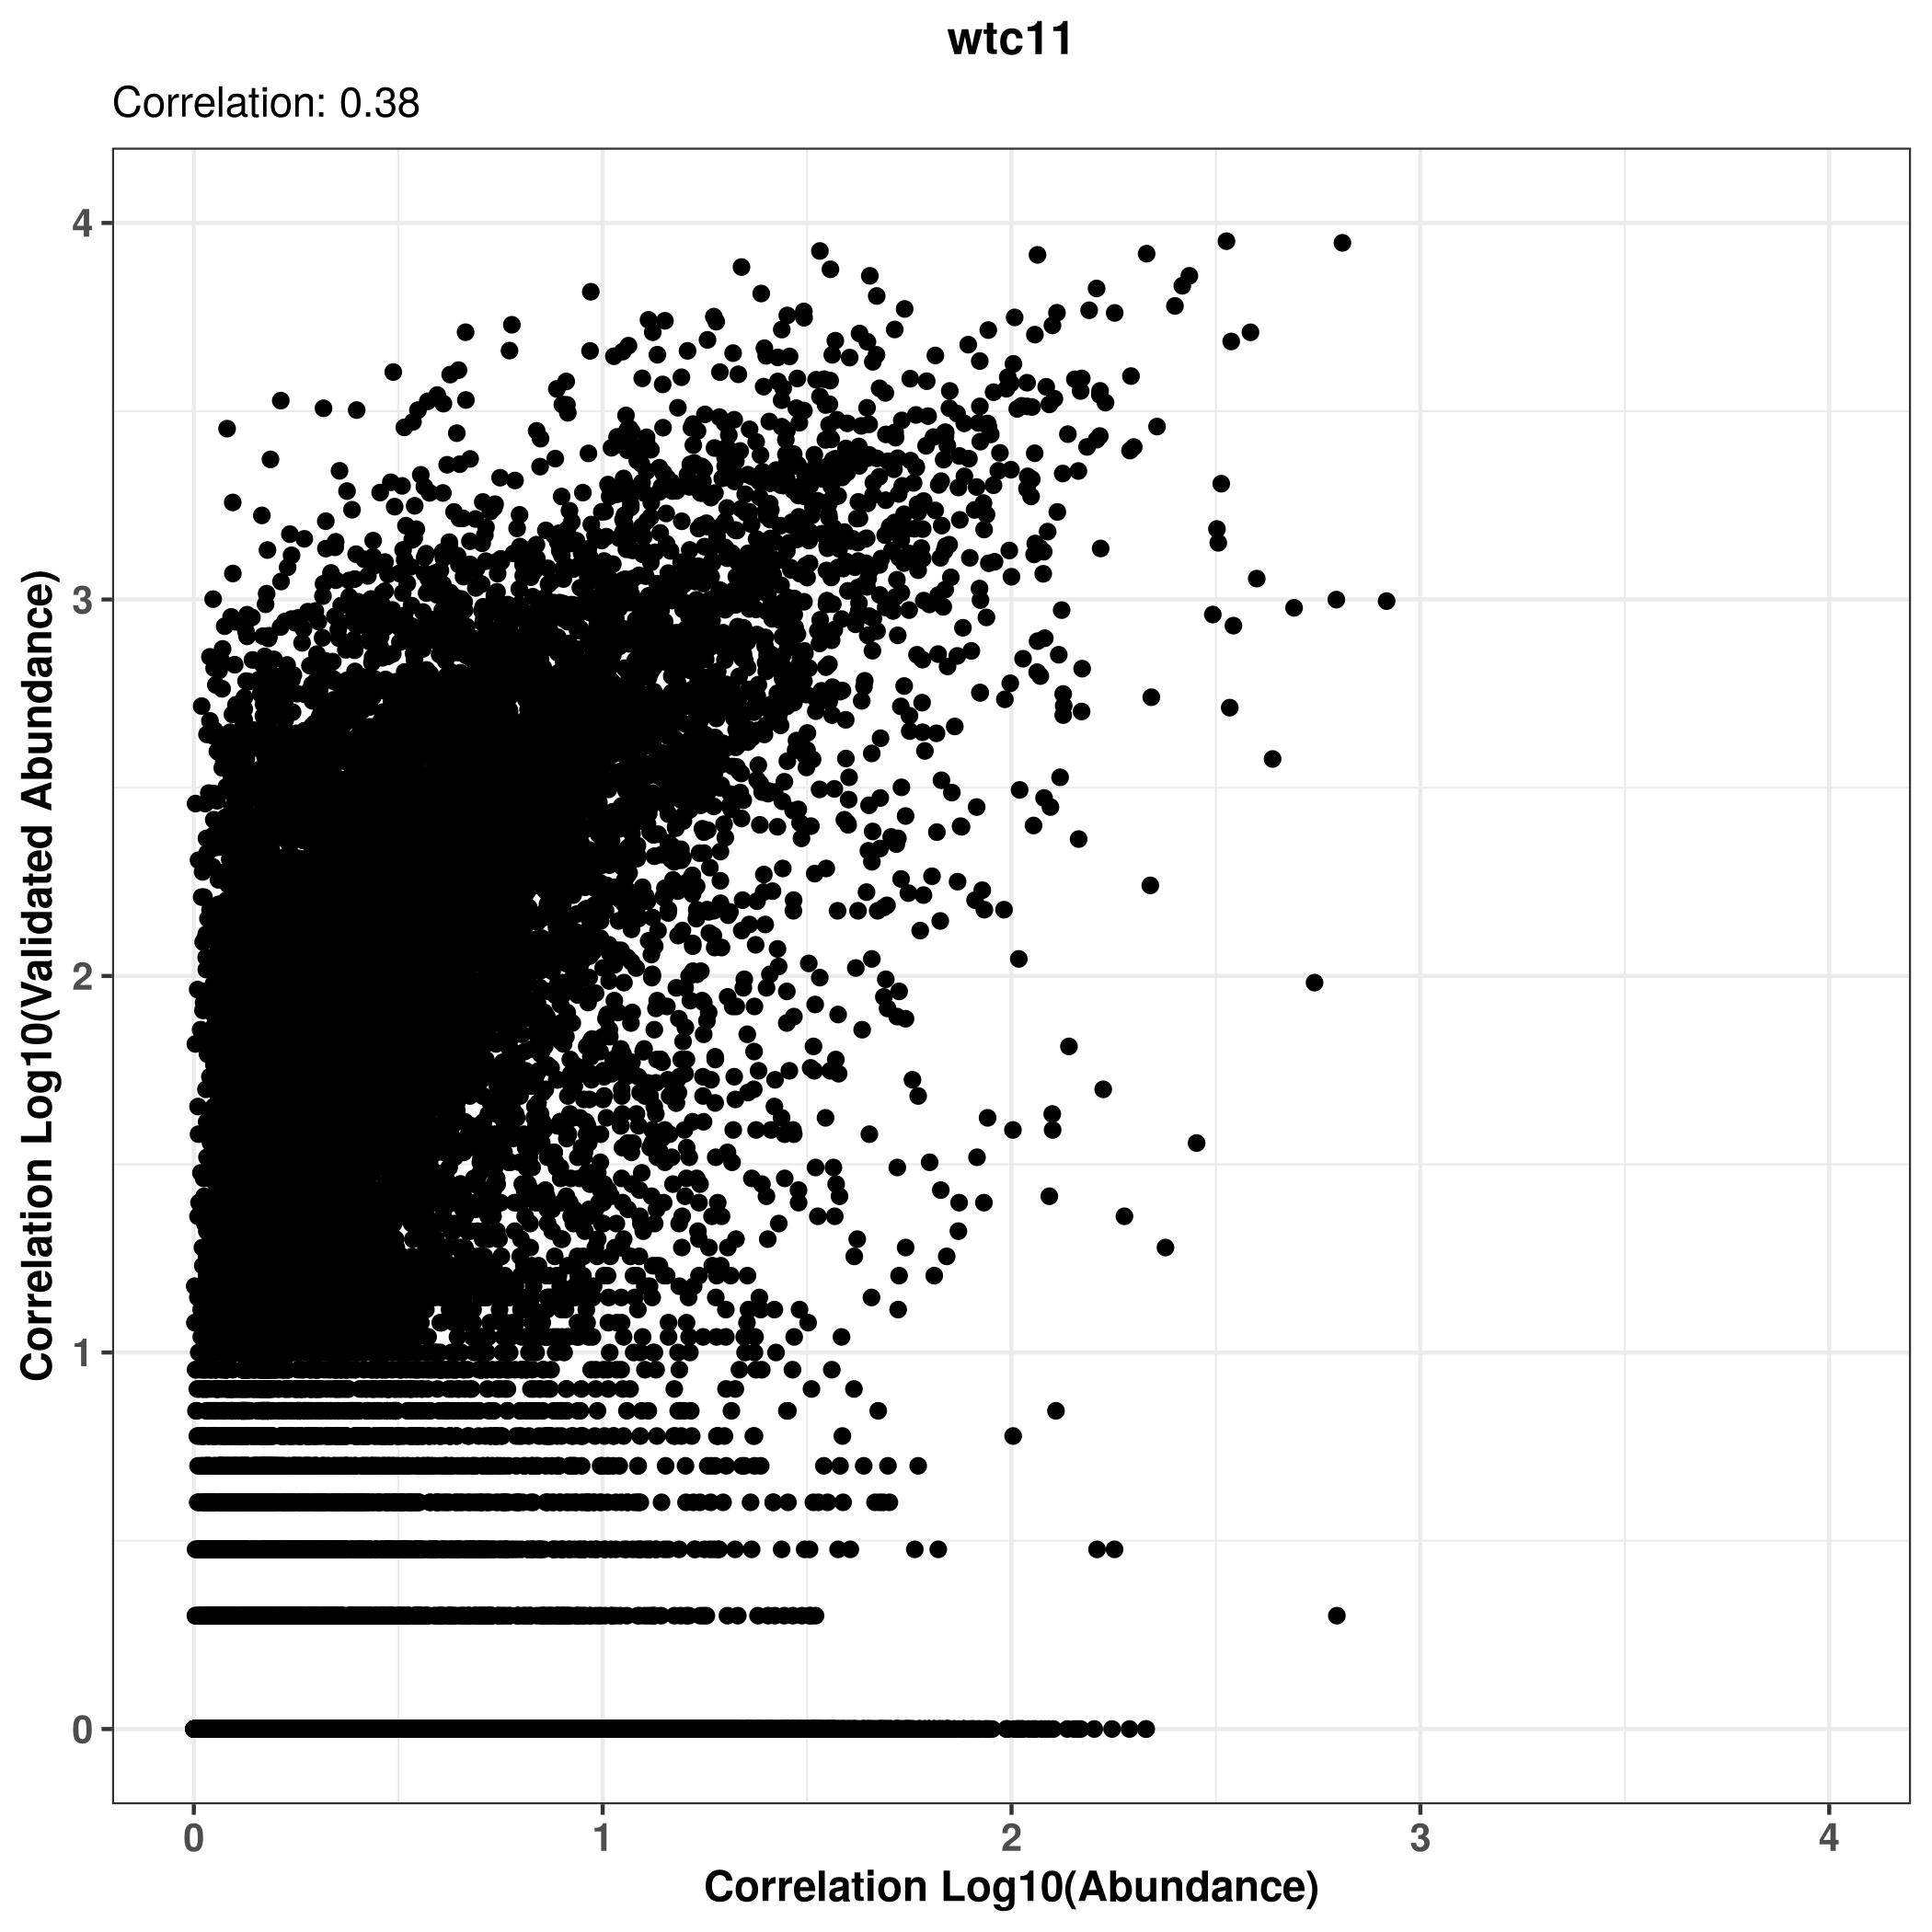 wtc11
Correlation: 0.38
Correlation Log10(Validated Abundance)
4
3
2
1
0
0 1 2 3 4
Correlation Log10(Abundance)